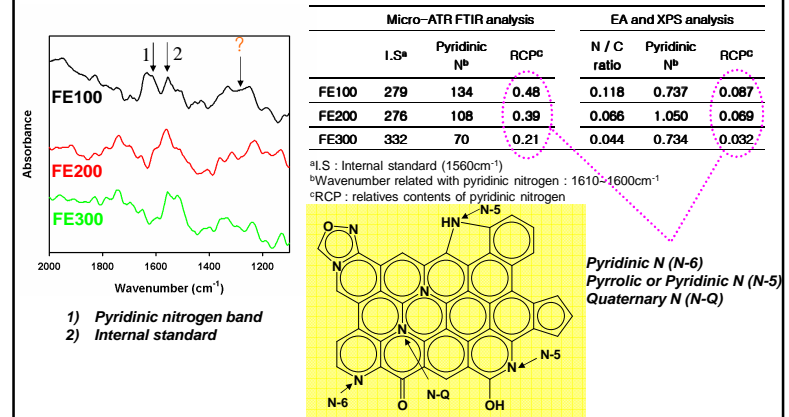 1
2
?
FE100
FE200
FE300
Absorbance
2000 1800 1600 1400 1200
Wavenumber (cm⁻¹)
1) Pyridinic nitrogen band
2) Internal standard
Micro-ATR FTIR analysis EA and XPS analysis
I.Sᵃ Pyridinic Nᵇ RCPᶜ N / C ratio Pyridinic Nᵇ RCPᶜ
FE100 279 134 0.48 0.118 0.737 0.087
FE200 276 108 0.39 0.066 1.050 0.069
FE300 332 70 0.21 0.044 0.734 0.032
ᵃI.S : Internal standard (1560cm⁻¹)
ᵇWavenumber related with pyridinic nitrogen : 1610~1600cm⁻¹
ᶜRCP : relatives contents of pyridinic nitrogen
N-5
HN
O
N
N
N
N
N
N-5
N
N-Q
N-6
O
OH
Pyridinic N (N-6)
Pyrrolic or Pyridinic N (N-5)
Quaternary N (N-Q)